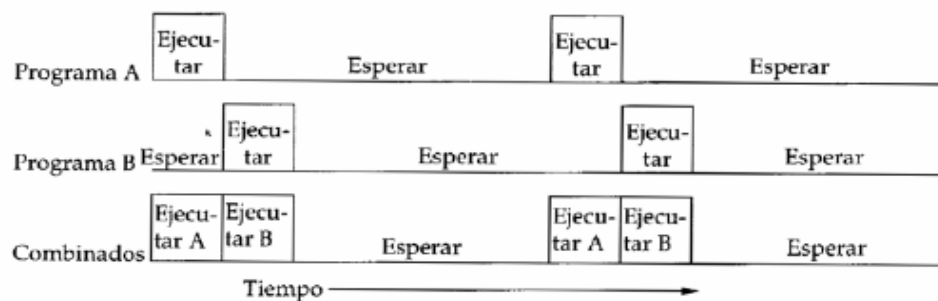 Ejecu-
tar
Ejecu-
tar
Programa A
Esperar
Esperar
Ejecu-
tar
Ejecu-
tar
Programa B
Esperar
Esperar
Esperar
Ejecu-
tar A
Ejecu-
tar B
Ejecu-
tar A
Ejecu-
tar B
Combinados
Esperar
Esperar
Tiempo